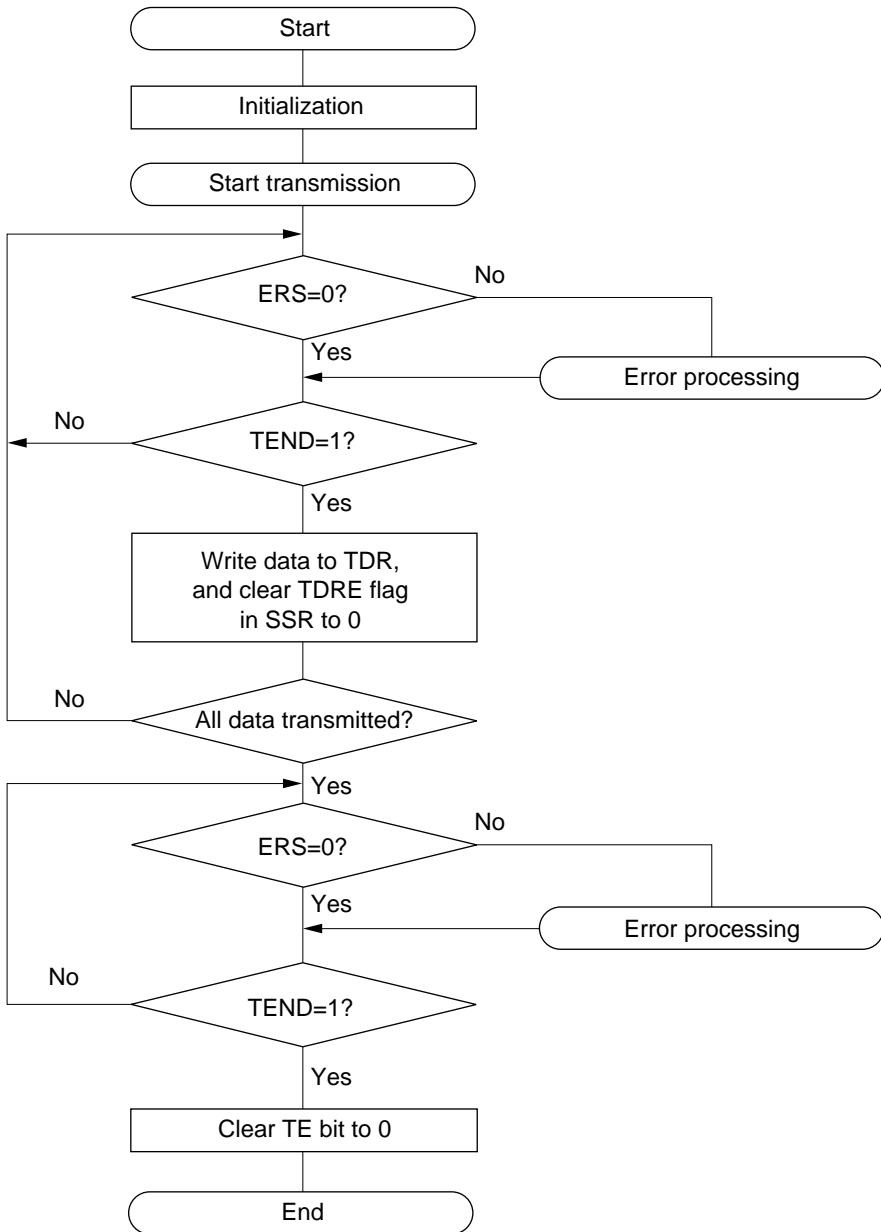 Start
Initialization
Start transmission
No
ERS=0?
Yes
Error processing
No
TEND=1?
Yes
Write data to TDR,
and clear TDRE flag
in SSR to 0
No
All data transmitted?
Yes
No
ERS=0?
Yes
Error processing
No
TEND=1?
Yes
Clear TE bit to 0
End